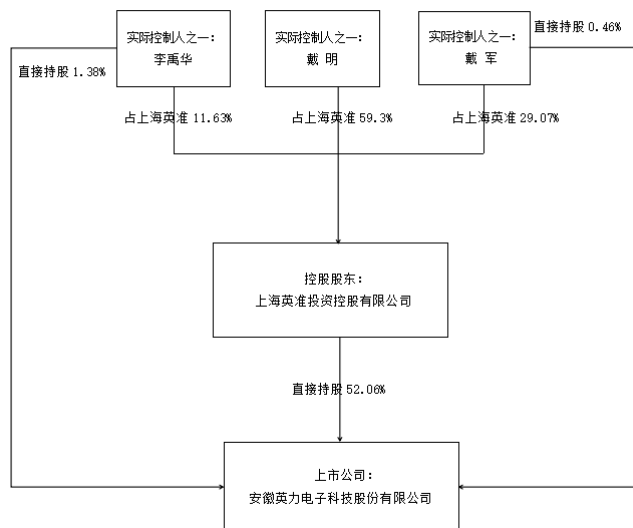 实际控制人之一：
李禹华
实际控制人之一：
戴 明
实际控制人之一：
戴 军
直接持股 0.46%
直接持股 1.38%
占上海英准 11.63%
占上海英准 59.3%
占上海英准 29.07%
控股股东：
上海英准投资控股有限公司
直接持股 52.06%
上市公司：
安徽英力电子科技股份有限公司